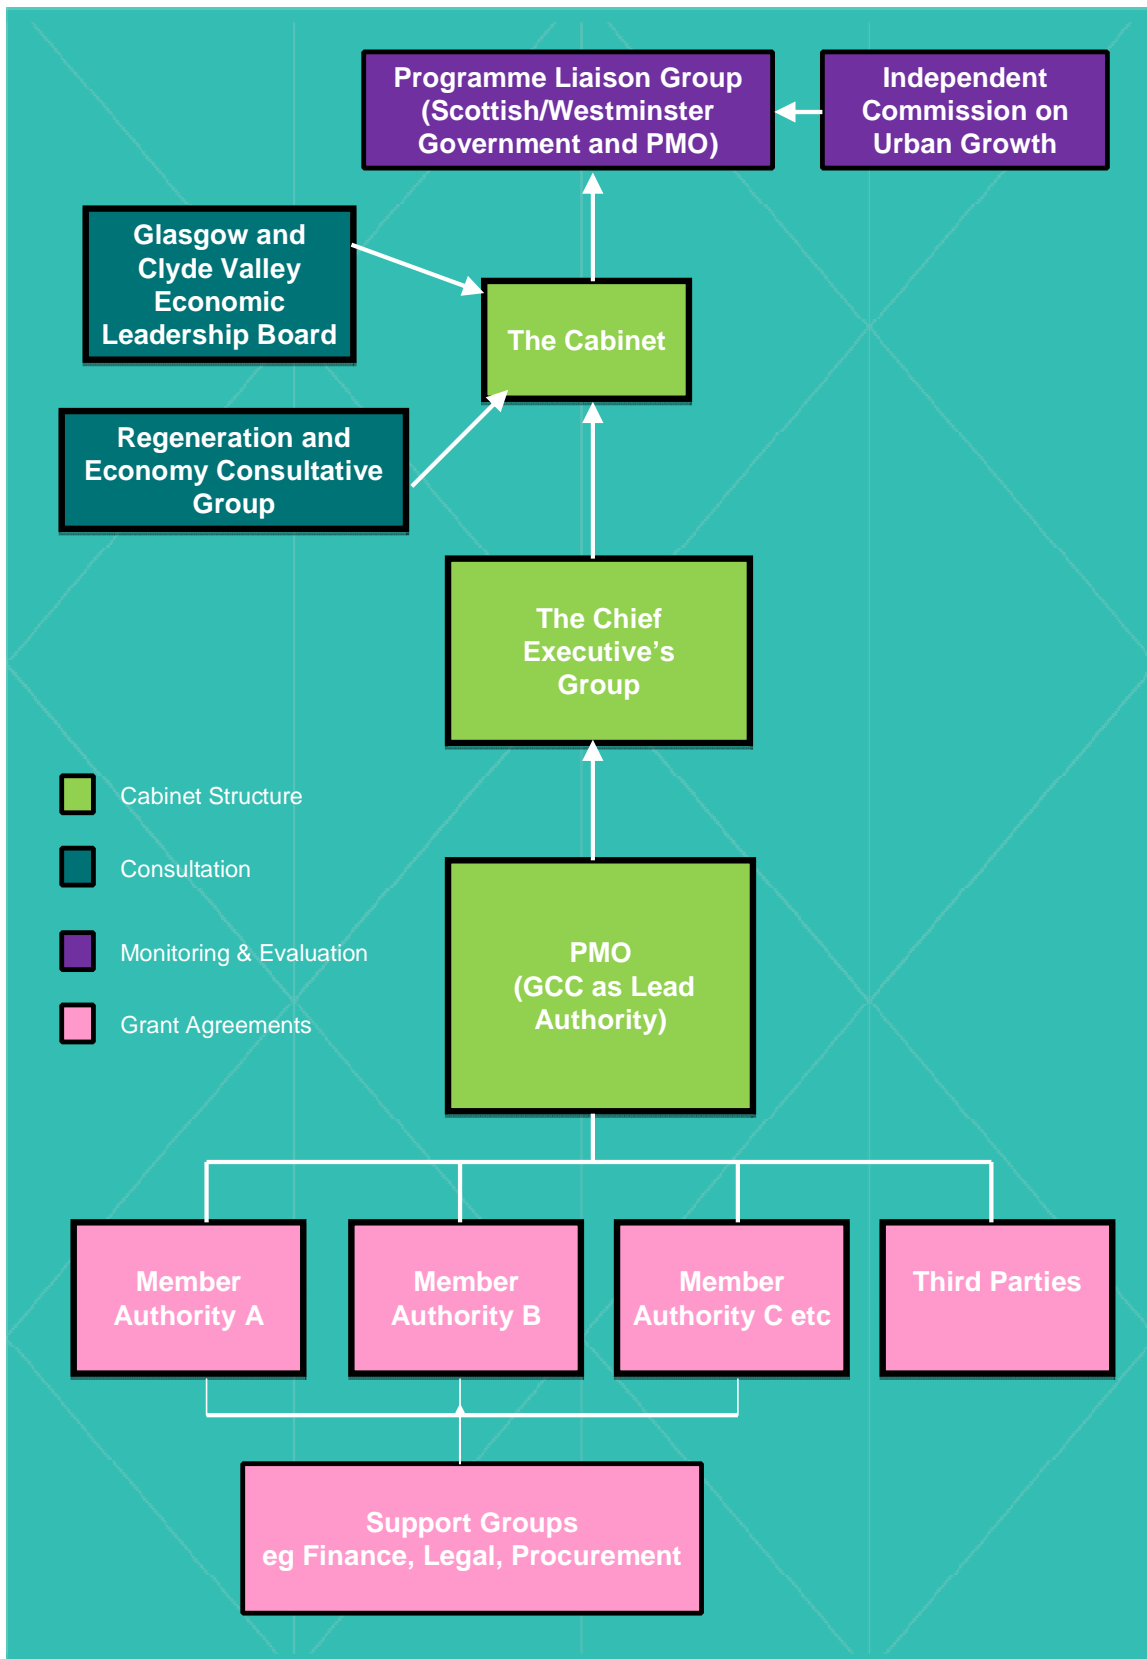 Programme Liaison Group
(Scottish/Westminster
Government and PMO)
Independent
Commission on
Urban Growth
Glasgow and
Clyde Valley
Economic
Leadership Board
The Cabinet
Regeneration and
Economy Consultative
Group
The Chief
Executive’s
Group
Cabinet Structure
Consultation
Monitoring & Evaluation
Grant Agreements
PMO
(GCC as Lead
Authority)
Member
Authority A
Member
Authority B
Member
Authority C etc
Third Parties
Support Groups
eg Finance, Legal, Procurement